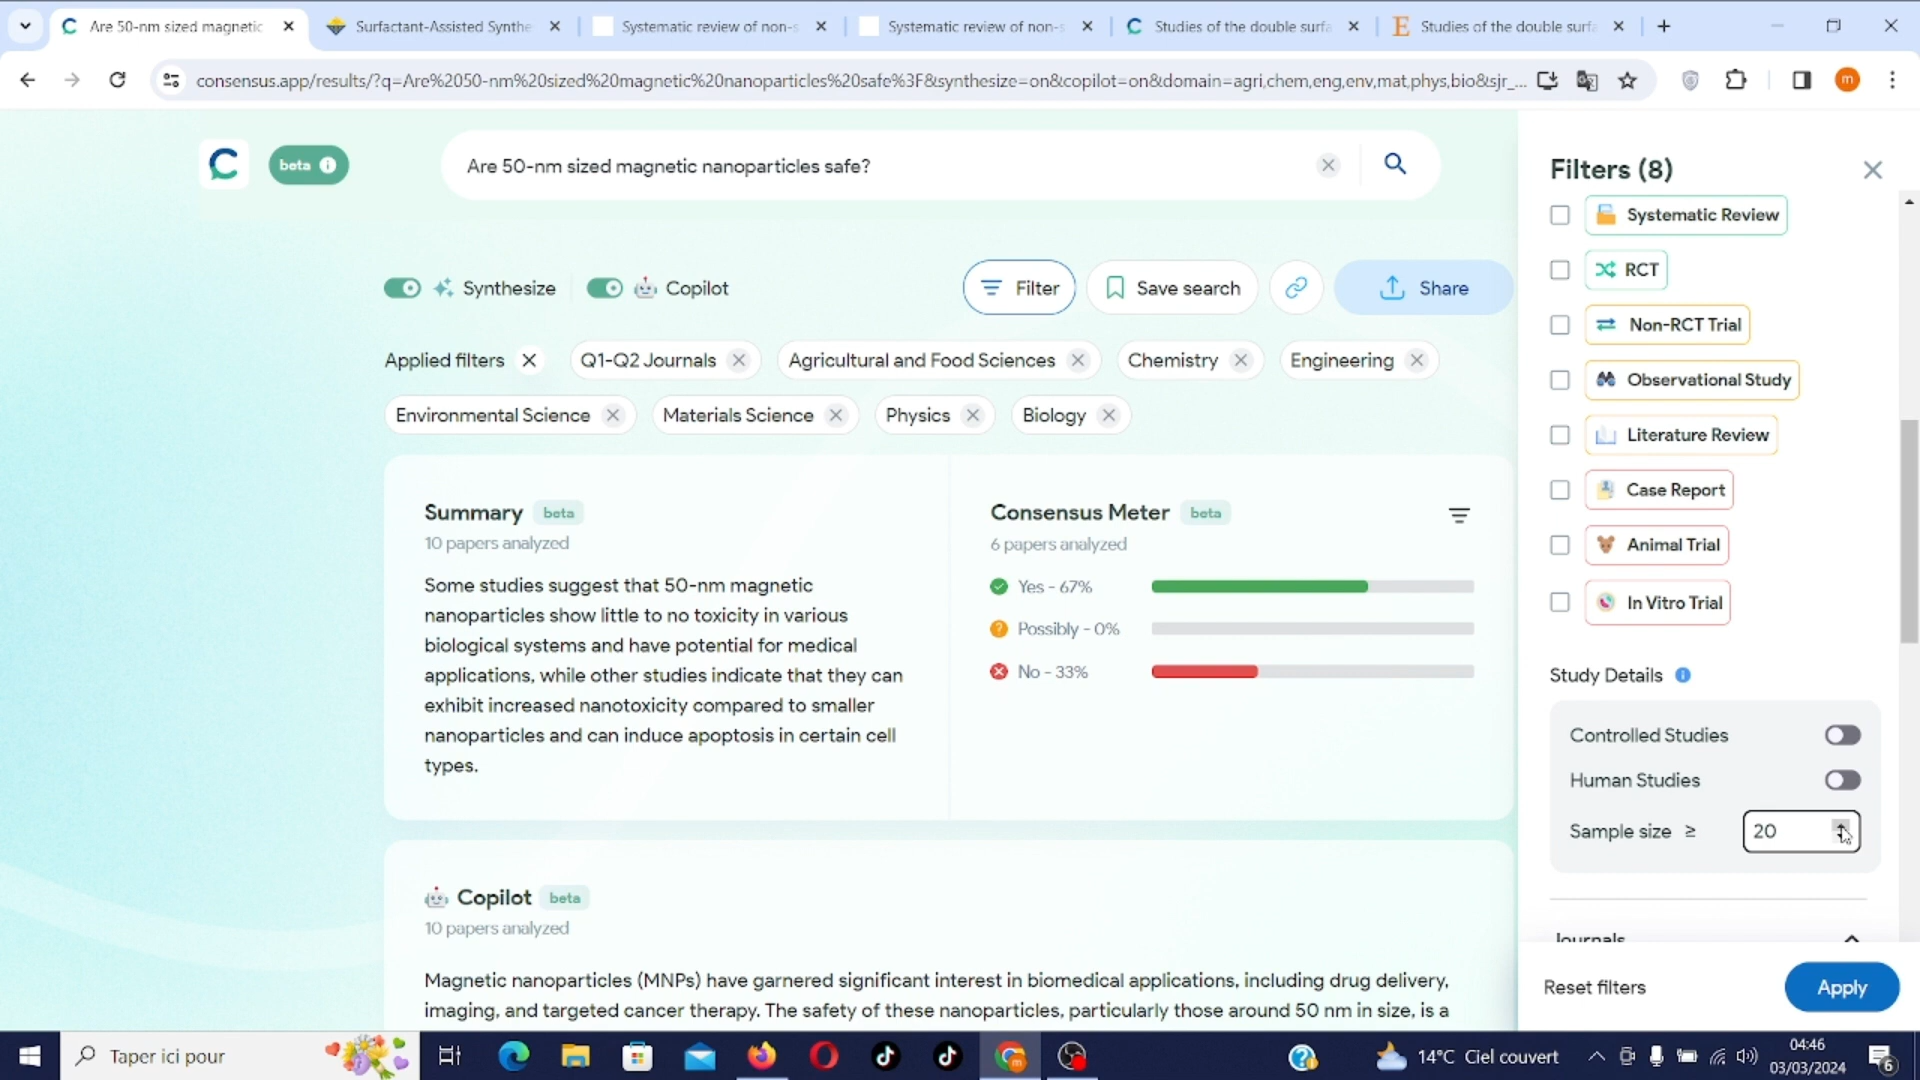 Are 50-nm sized magnetic
Surfactant-Assisted Synthe
Systematic review of non-s
Systematic review of non-s
Studies of the double surfa
Studies of the double surfa
consensus.app/results/?q=Are%2050-nm%20sized%20magnetic%20nanoparticles%20safe%3F&synthesize=on&copilot=on&domain=agri,chem,eng,env,mat,phys,bio&sjr_...
m
beta
Are 50-nm sized magnetic nanoparticles safe?
Synthesize
Copilot
Filter
Save search
Share
Applied filters
Q1-Q2 Journals
Agricultural and Food Sciences
Chemistry
Engineering
Environmental Science
Materials Science
Physics
Biology
Summary beta
10 papers analyzed
Some studies suggest that 50-nm magnetic
nanoparticles show little to no toxicity in various
biological systems and have potential for medical
applications, while other studies indicate that they can
exhibit increased nanotoxicity compared to smaller
nanoparticles and can induce apoptosis in certain cell
types.
Consensus Meter beta
6 papers analyzed
Yes - 67%
Possibly - 0%
No - 33%
Copilot beta
10 papers analyzed
Magnetic nanoparticles (MNPs) have garnered significant interest in biomedical applications, including drug delivery,
imaging, and targeted cancer therapy. The safety of these nanoparticles, particularly those around 50 nm in size, is a
Filters (8)
Systematic Review
RCT
Non-RCT Trial
Observational Study
Literature Review
Case Report
Animal Trial
In Vitro Trial
Study Details
Controlled Studies
Human Studies
Sample size ≥ 20
Journals
Reset filters
Apply
Taper ici pour
14°C Ciel couvert
04:46
03/03/2024
6